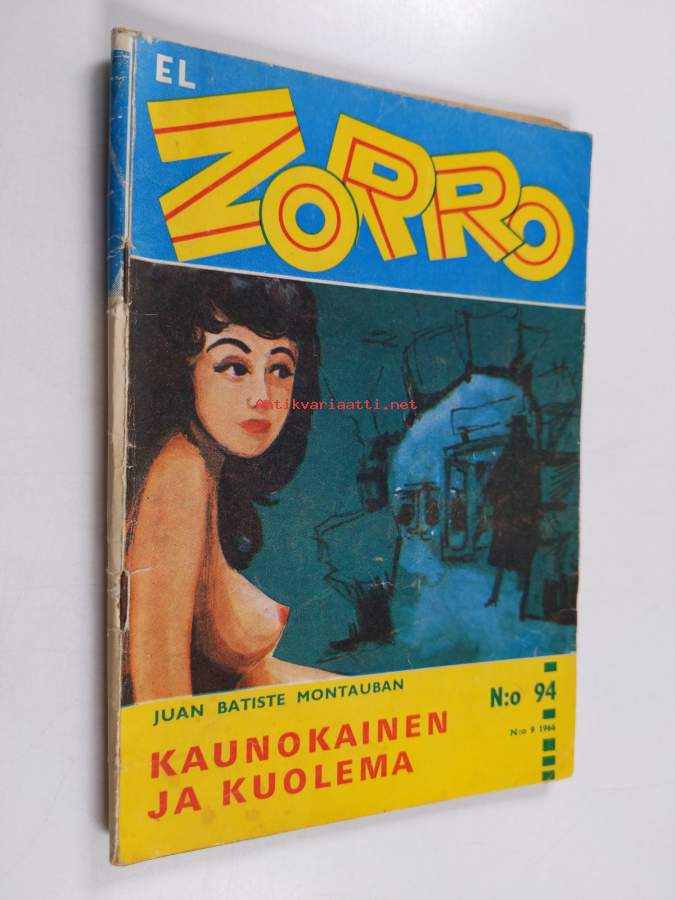 EL
ZORRO
Antikvariaatti.net
JUAN BATISTE MONTAUBAN
N:o 94
KAUNOKAINEN
JA KUOLEMA
N:o 9 1966